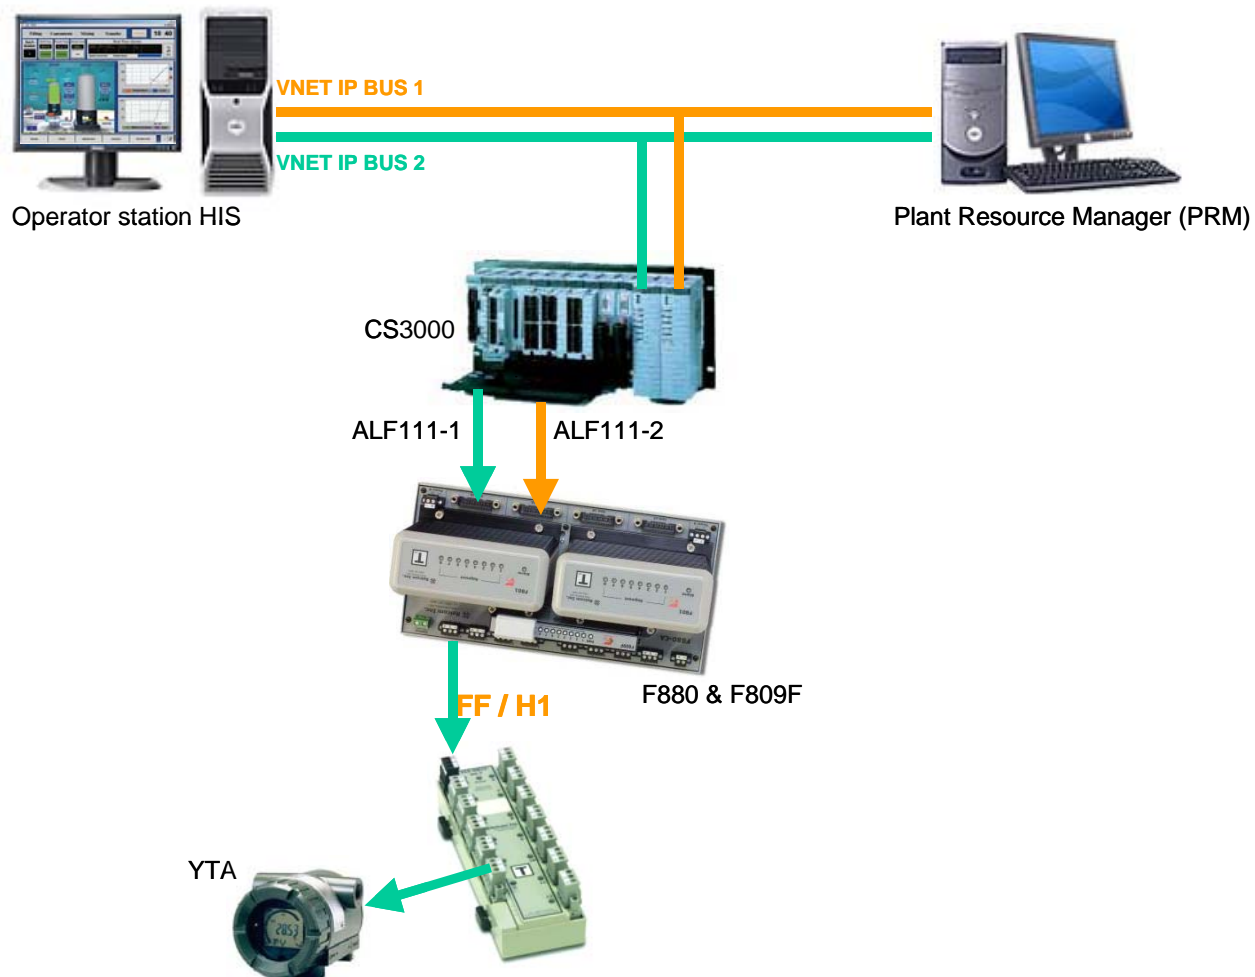 VNET IP BUS 1
VNET IP BUS 2
Operator station HIS
Plant Resource Manager (PRM)
CS3000
ALF111-1
ALF111-2
F880 & F809F
FF / H1
YTA